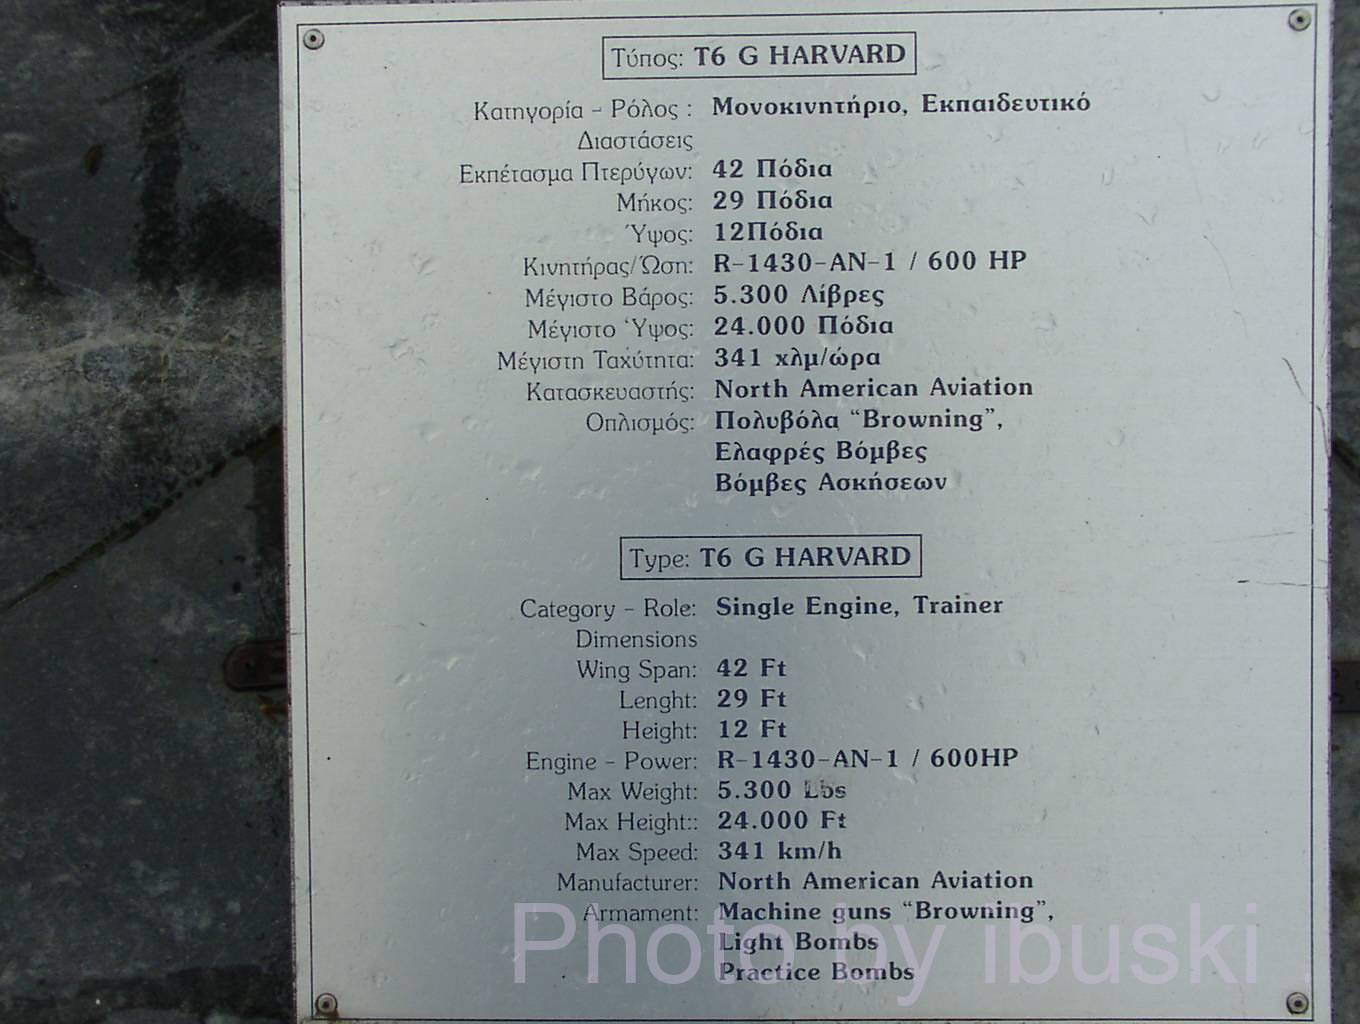 Τύπος: T6 G HARVARD
Κατηγορία - Ρόλος : Μονοκινητήριο, Εκπαιδευτικό
Διαστάσεις
Εκπέτασμα Πτερύγων: 42 Πόδια
Μήκος: 29 Πόδια
Ύψος: 12Πόδια
Κινητήρας/Ώση: R-1430-AN-1 / 600 HP
Μέγιστο Βάρος: 5.300 Λίβρες
Μέγιστο Ύψος: 24.000 Πόδια
Μέγιστη Ταχύτητα: 341 χλμ/ώρα
Κατασκευαστής: North American Aviation
Οπλισμός: Πολυβόλα “Browning”,
Ελαφρές Βόμβες
Βόμβες Ασκήσεων
Type: T6 G HARVARD
Category - Role: Single Engine, Trainer
Dimensions
Wing Span: 42 Ft
Lenght: 29 Ft
Height: 12 Ft
Engine - Power: R-1430-AN-1 / 600HP
Max Weight: 5.300 Lbs
Max Height:: 24.000 Ft
Max Speed: 341 km/h
Manufacturer: North American Aviation
Armament: Machine guns “Browning”,
Light Bombs
Practice Bombs
Photo by ibuski